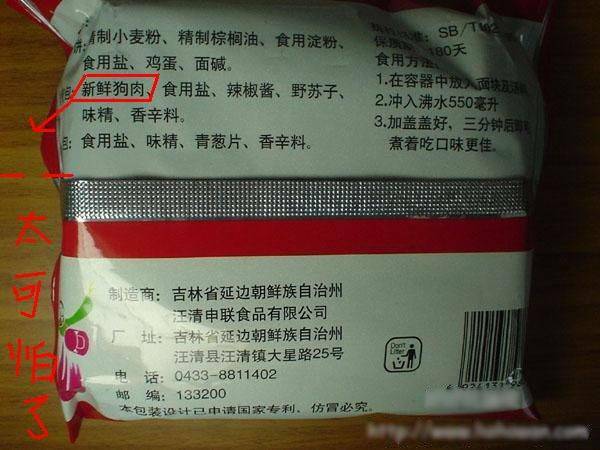 精制小麦粉、精制棕榈油、食用淀粉、
食用盐、鸡蛋、面碱。
新鲜狗肉、食用盐、辣椒酱、野苏子、
味精、香辛料。
包:食用盐、味精、青葱片、香辛料。
SB/T
保质期 180天
食用方法
1.在容器中放入面块及
2.冲入沸水550毫升
3.加盖盖好,三分钟后即可
煮着吃口味更佳。
太可怕了
制造商:吉林省延边朝鲜族自治州
汪清申联食品有限公司
厂 址:吉林省延边朝鲜族自治州
汪清县汪清镇大星路25号
电 话:0433-8811402
邮 编:133200
本包装设计已申请国家专利、仿冒必究。
Don't
Litter